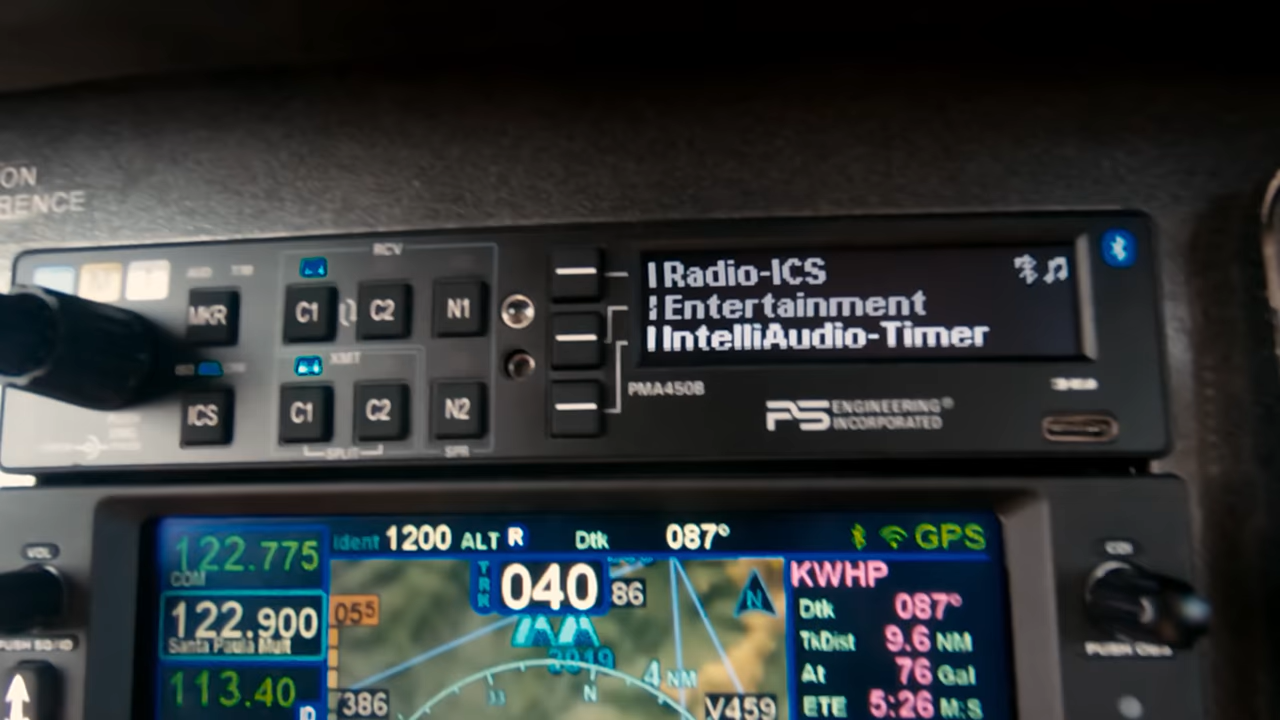 ON
RENCE
RCV
MKR
C1
C2
N1
XMT
ICS
C1
C2
N2
SPLIT
Radio-ICS
Entertainment
IntelliAudio-Timer
PMA450B
PS ENGINEERING®
INCORPORATED
VOL
122.775
COM
122.900
Santa Paula Mult
113.40
Ident 1200 ALT R
Dtk 087°
GPS
TRK
040
055
86
N
4 NM
33
N
386
V459
KWHP
Dtk 087°
TkDist 9.6 NM
At 76 Gal
ETE 5:26 M:S